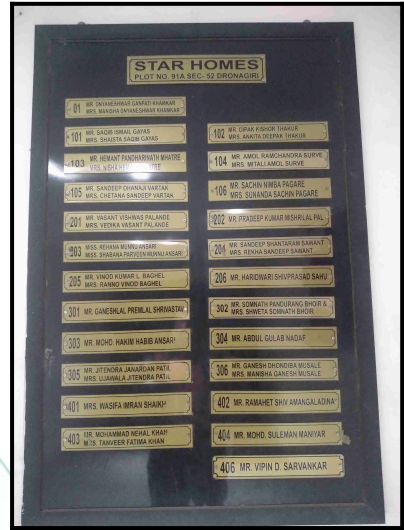 STAR HOMES
PLOT NO. 91A SEC- 52 DRONAGIRI
01 MR. DNYANESHWAR GANPATI KHAMKAR
MRS. MANISHA DNYANESHWAR KHAMKAR
101 MR. SAQIB ISMAIL GAYAS
MRS. SHAISTA SAQIB GAYAS
102 MR. DIPAK KISHOR THAKUR
MRS. ANKITA DEEPAK THAKUR
103 MR. HEMANT PANDHARINATH MHATRE
MRS. NISHA HEMANT MHATRE
104 MR. AMOL RAMCHANDRA SURVE
MRS. MITALI AMOL SURVE
105 MR. SANDEEP DHANAJI VARTAK
MRS. CHETANA SANDEEP VARTAK
106 MR. SACHIN NIMBA PAGARE
MRS. SUNANDA SACHIN PAGARE
201 MR. VASANT VISHWAS PALANDE
MRS. VEDIKA VASANT PALANDE
202 MR. PRADEEP KUMAR MISHRILAL PAL
203 MISS. REHANA MUNNU ANSARI
MISS. SHABANA PARVEEN MUNNU ANSARI
204 MR. SANDEEP SHANTARAM SAWANT
MRS. REKHA SANDEEP SAWANT
205 MR. VINOD KUMAR L. BAGHEL
MRS. RANNO VINOD BAGHEL
206 MR. HARIDWARI SHIVPRASAD SAHU
301 MR. GANESHLAL PREMLAL SHRIVASTAV
302 MR. SOMNATH PANDURANG BHOIR &
MRS. SHWETA SOMNATH BHOIR
303 MR. MOHD. HAKIM HABIB ANSARI
304 MR. ABDUL GULAB NADAF
305 MR. JITENDRA JANARDAN PATIL
MRS. UJAWALA JITENDRA PATIL
306 MR. GANESH DHONDIBA MUSALE
MRS. MANISHA GANESH MUSALE
401 MRS. WASIFA IMRAN SHAIKH
402 MR. RAMAHET SHIV AMANGALADINA
403 MR. MOHAMMAD NEHAL KHAN
MRS. TANVEER FATIMA KHAN
404 MR. MOHD. SULEMAN MANIYAR
406 MR. VIPIN D. SARVANKAR